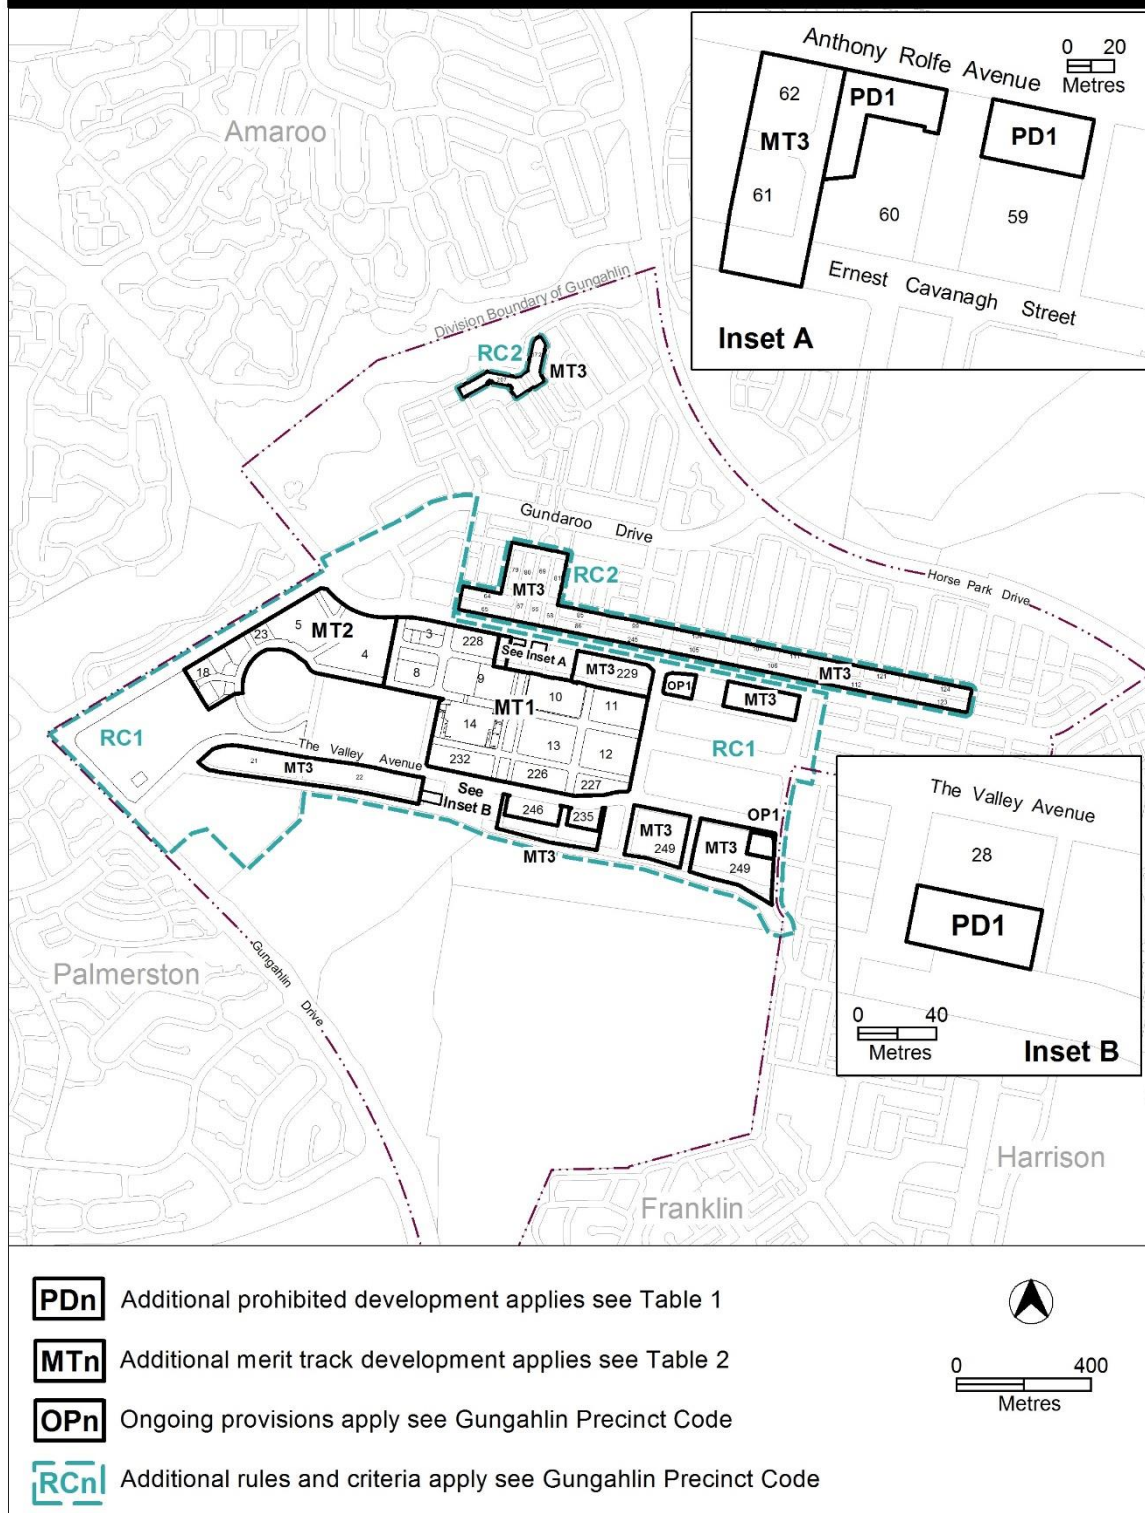 Anthony Rolfe Avenue
0 20
Metres
62
PD1
MT3
PD1
61
60
59
Ernest Cavanagh Street
Inset A
Amaroo
Division Boundary of Gungahlin
RC2
MT3
Gundaroo Drive
Horse Park Drive
RC2
MT3
MT3
5
23
MT2
4
18
3
228
See Inset A
MT3
229
OP1
MT3
8
9
10
11
MT1
14
13
12
232
226
227
RC1
RC1
The Valley Avenue
21
MT3
22
See
Inset B
246
235
MT3
MT3
249
MT3
249
OP1
The Valley Avenue
28
PD1
0 40
Metres
Inset B
Palmerston
Gungahlin Drive
Harrison
Franklin
PDn Additional prohibited development applies see Table 1
MTn Additional merit track development applies see Table 2
OPn Ongoing provisions apply see Gungahlin Precinct Code
RCn Additional rules and criteria apply see Gungahlin Precinct Code
0 400
Metres